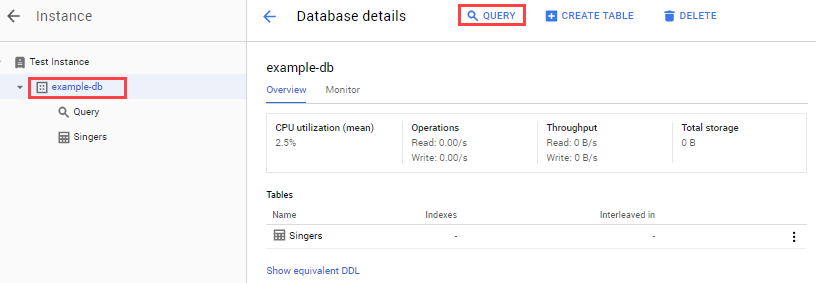 Instance
Test Instance
example-db
Query
Singers
Database details
QUERY
CREATE TABLE
DELETE
example-db
Overview Monitor
CPU utilization (mean) Operations Throughput Total storage
2.5% Read: 0.00/s Read: 0 B/s 0 B
Write: 0.00/s Write: 0 B/s
Tables
Name Indexes Interleaved in
Singers - -
Show equivalent DDL